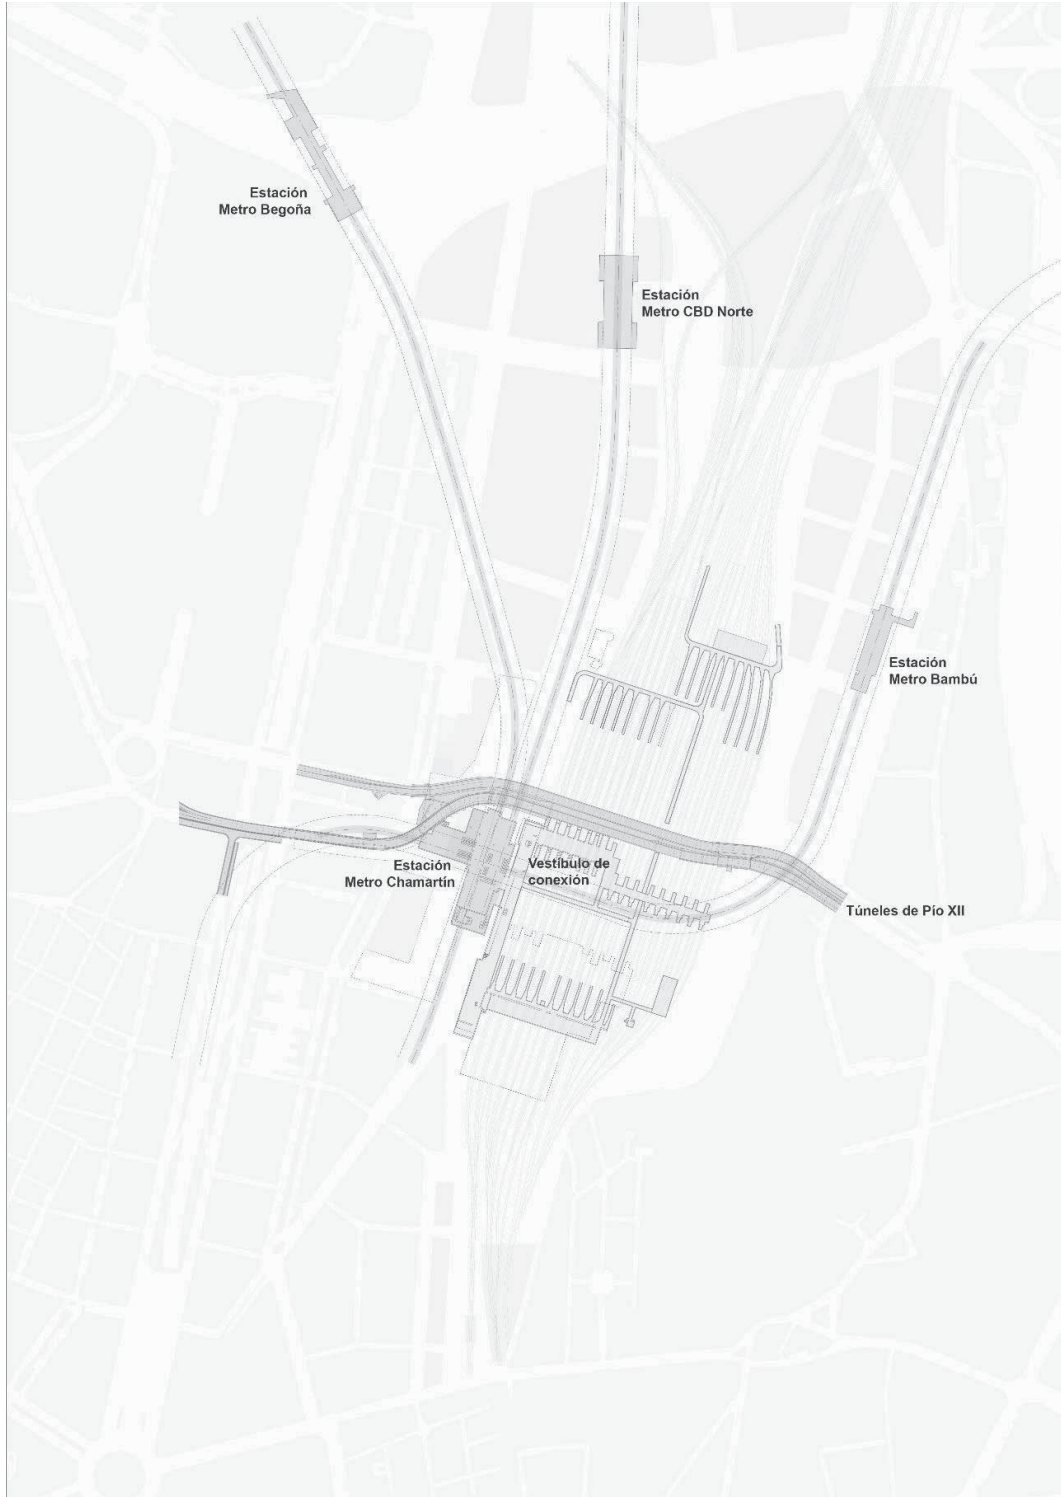 Estación
Metro Begoña
Estación
Metro CBD Norte
Estación
Metro Bambú
Estación
Metro Chamartín
Vestíbulo de
conexión
Túneles de Pío XII